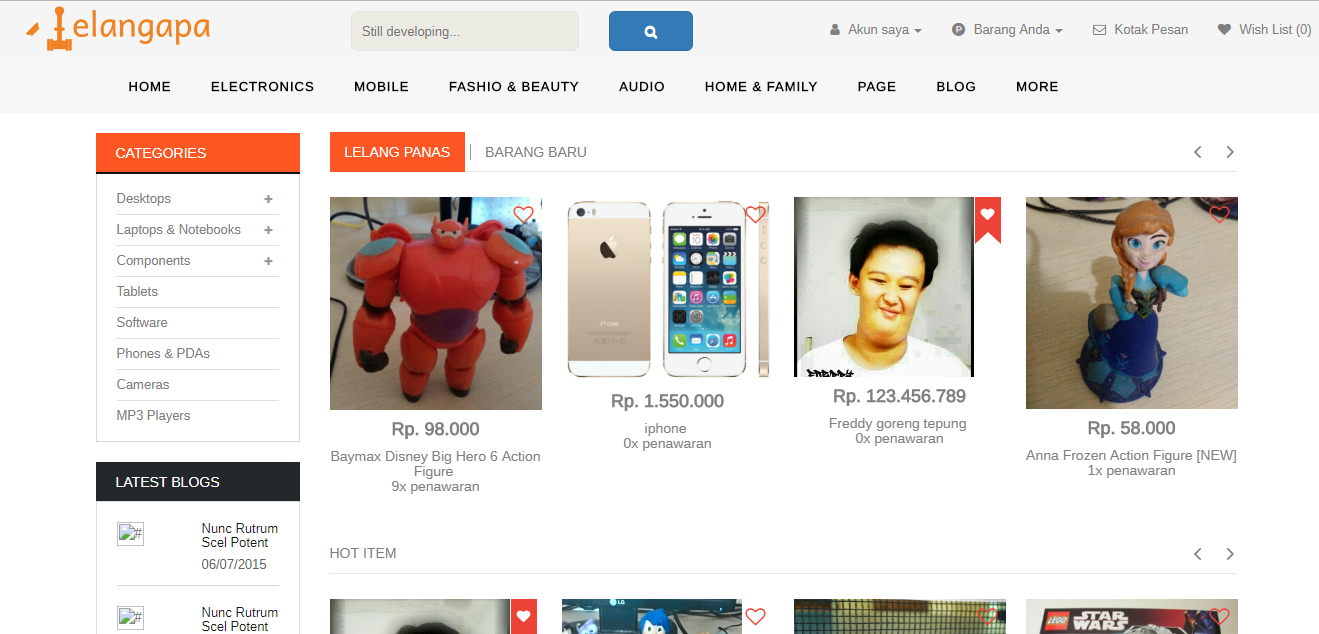 Lelangapa
Still developing...
Akun saya
Barang Anda
Kotak Pesan
Wish List (0)
HOME
ELECTRONICS
MOBILE
FASHIO & BEAUTY
AUDIO
HOME & FAMILY
PAGE
BLOG
MORE
CATEGORIES
Desktops
Laptops & Notebooks
Components
Tablets
Software
Phones & PDAs
Cameras
MP3 Players
LATEST BLOGS
#
Nunc Rutrum
Scel Potent
06/07/2015
#
Nunc Rutrum
Scel Potent
LELANG PANAS
BARANG BARU
iPhone
Rp. 98.000
Baymax Disney Big Hero 6 Action
Figure
9x penawaran
Rp. 1.550.000
iphone
0x penawaran
Rp. 123.456.789
Freddy goreng tepung
0x penawaran
Rp. 58.000
Anna Frozen Action Figure [NEW]
1x penawaran
HOT ITEM
LG
LEGO
STAR
WARS